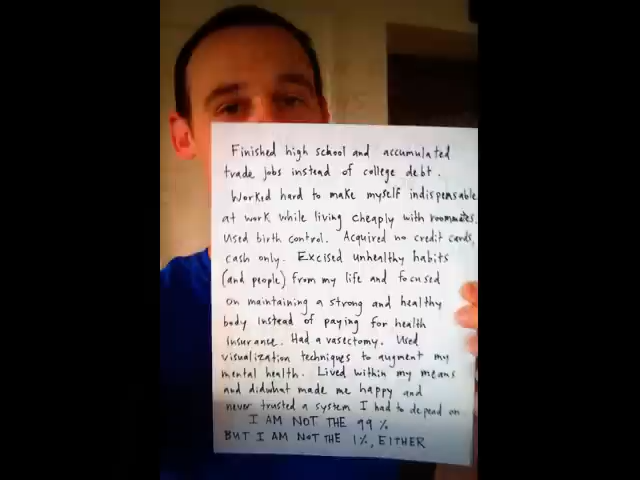 Finished high school and accumulated
trade jobs instead of college debt.
Worked hard to make myself indispensable
at work while living cheaply with roommates.
Used birth control. Acquired no credit cards,
cash only. Excised unhealthy habits
(and people) from my life and focused
on maintaining a strong and healthy
body instead of paying for health
insurance. Had a vasectomy. Used
visualization techniques to augment my
mental health. Lived within my means
and didwhat made me happy and
never trusted a system I had to depend on
I AM NOT THE 99%
BUT I AM NOT THE 1%, EITHER